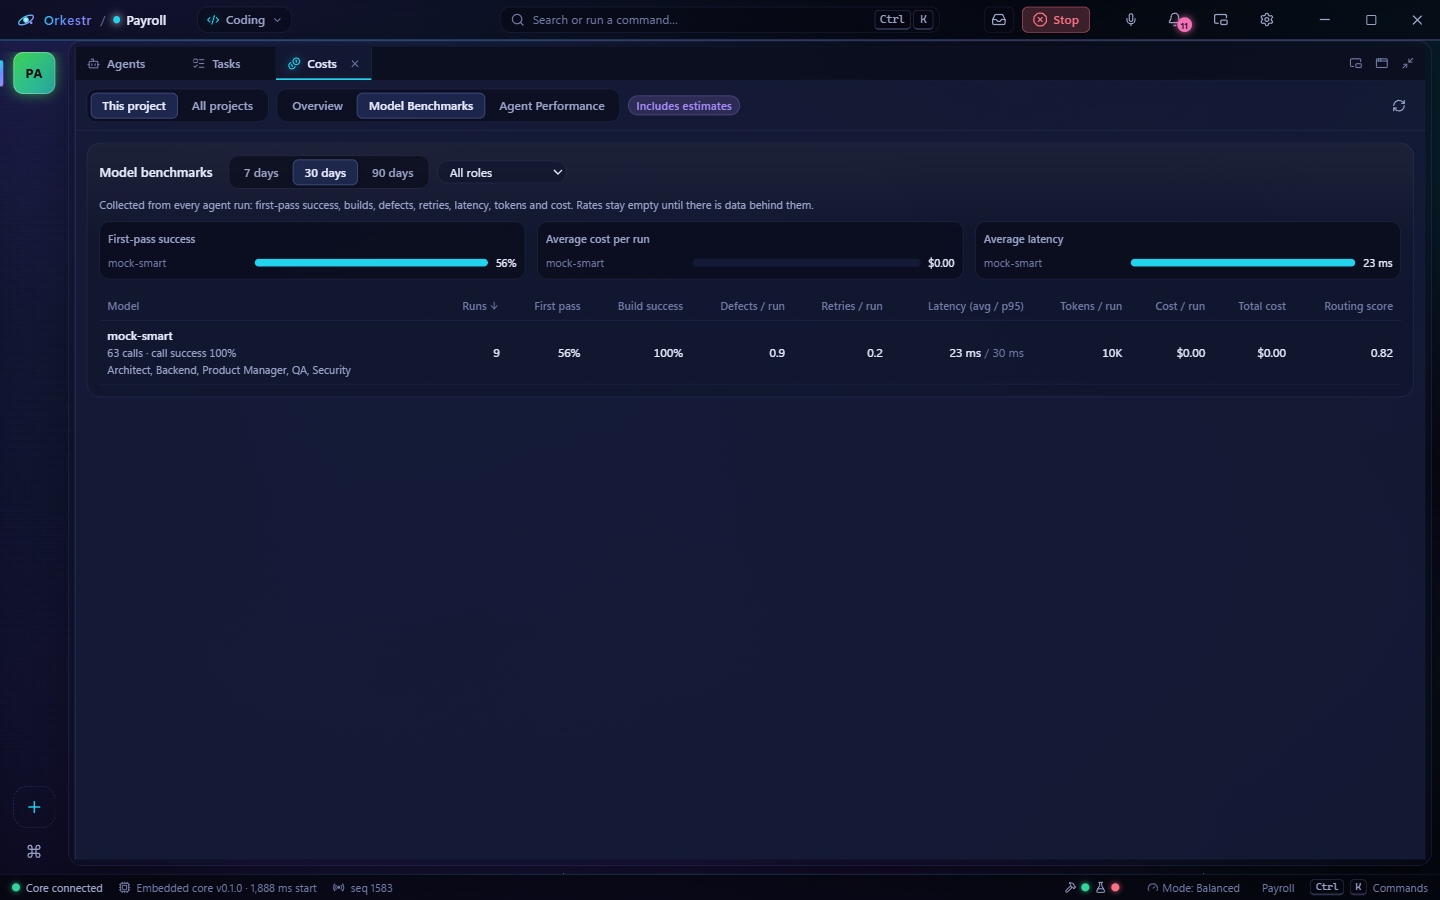 Orkestr / Payroll Coding Search or run a command... Ctrl K Stop 11
PA
Agents Tasks Costs
This project All projects Overview Model Benchmarks Agent Performance Includes estimates
Model benchmarks 7 days 30 days 90 days All roles
Collected from every agent run: first-pass success, builds, defects, retries, latency, tokens and cost. Rates stay empty until there is data behind them.
First-pass success
mock-smart 56%
Average cost per run
mock-smart $0.00
Average latency
mock-smart 23 ms
Model Runs ↓ First pass Build success Defects / run Retries / run Latency (avg / p95) Tokens / run Cost / run Total cost Routing score
mock-smart
63 calls · call success 100%
Architect, Backend, Product Manager, QA, Security
9 56% 100% 0.9 0.2 23 ms / 30 ms 10K $0.00 $0.00 0.82
Core connected Embedded core v0.1.0 · 1,888 ms start seq 1583 Mode: Balanced Payroll Ctrl K Commands